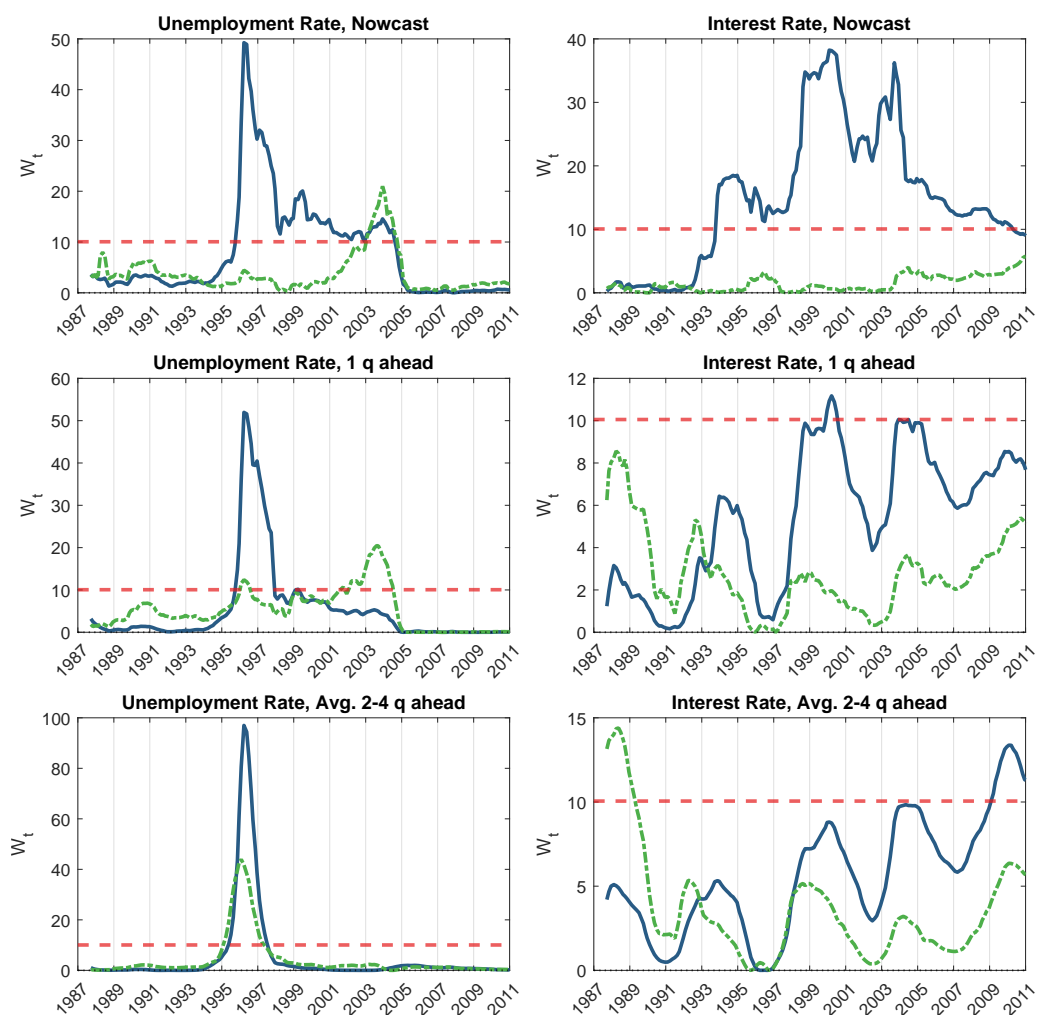 Unemployment Rate, Nowcast
W_t
50
40
30
20
10
0
1987 1989 1991 1993 1995 1997 1999 2001 2003 2005 2007 2009 2011
Interest Rate, Nowcast
W_t
40
30
20
10
0
1987 1989 1991 1993 1995 1997 1999 2001 2003 2005 2007 2009 2011
Unemployment Rate, 1 q ahead
W_t
60
50
40
30
20
10
0
1987 1989 1991 1993 1995 1997 1999 2001 2003 2005 2007 2009 2011
Interest Rate, 1 q ahead
W_t
12
10
8
6
4
2
0
1987 1989 1991 1993 1995 1997 1999 2001 2003 2005 2007 2009 2011
Unemployment Rate, Avg. 2-4 q ahead
W_t
100
80
60
40
20
0
1987 1989 1991 1993 1995 1997 1999 2001 2003 2005 2007 2009 2011
Interest Rate, Avg. 2-4 q ahead
W_t
15
10
5
0
1987 1989 1991 1993 1995 1997 1999 2001 2003 2005 2007 2009 2011